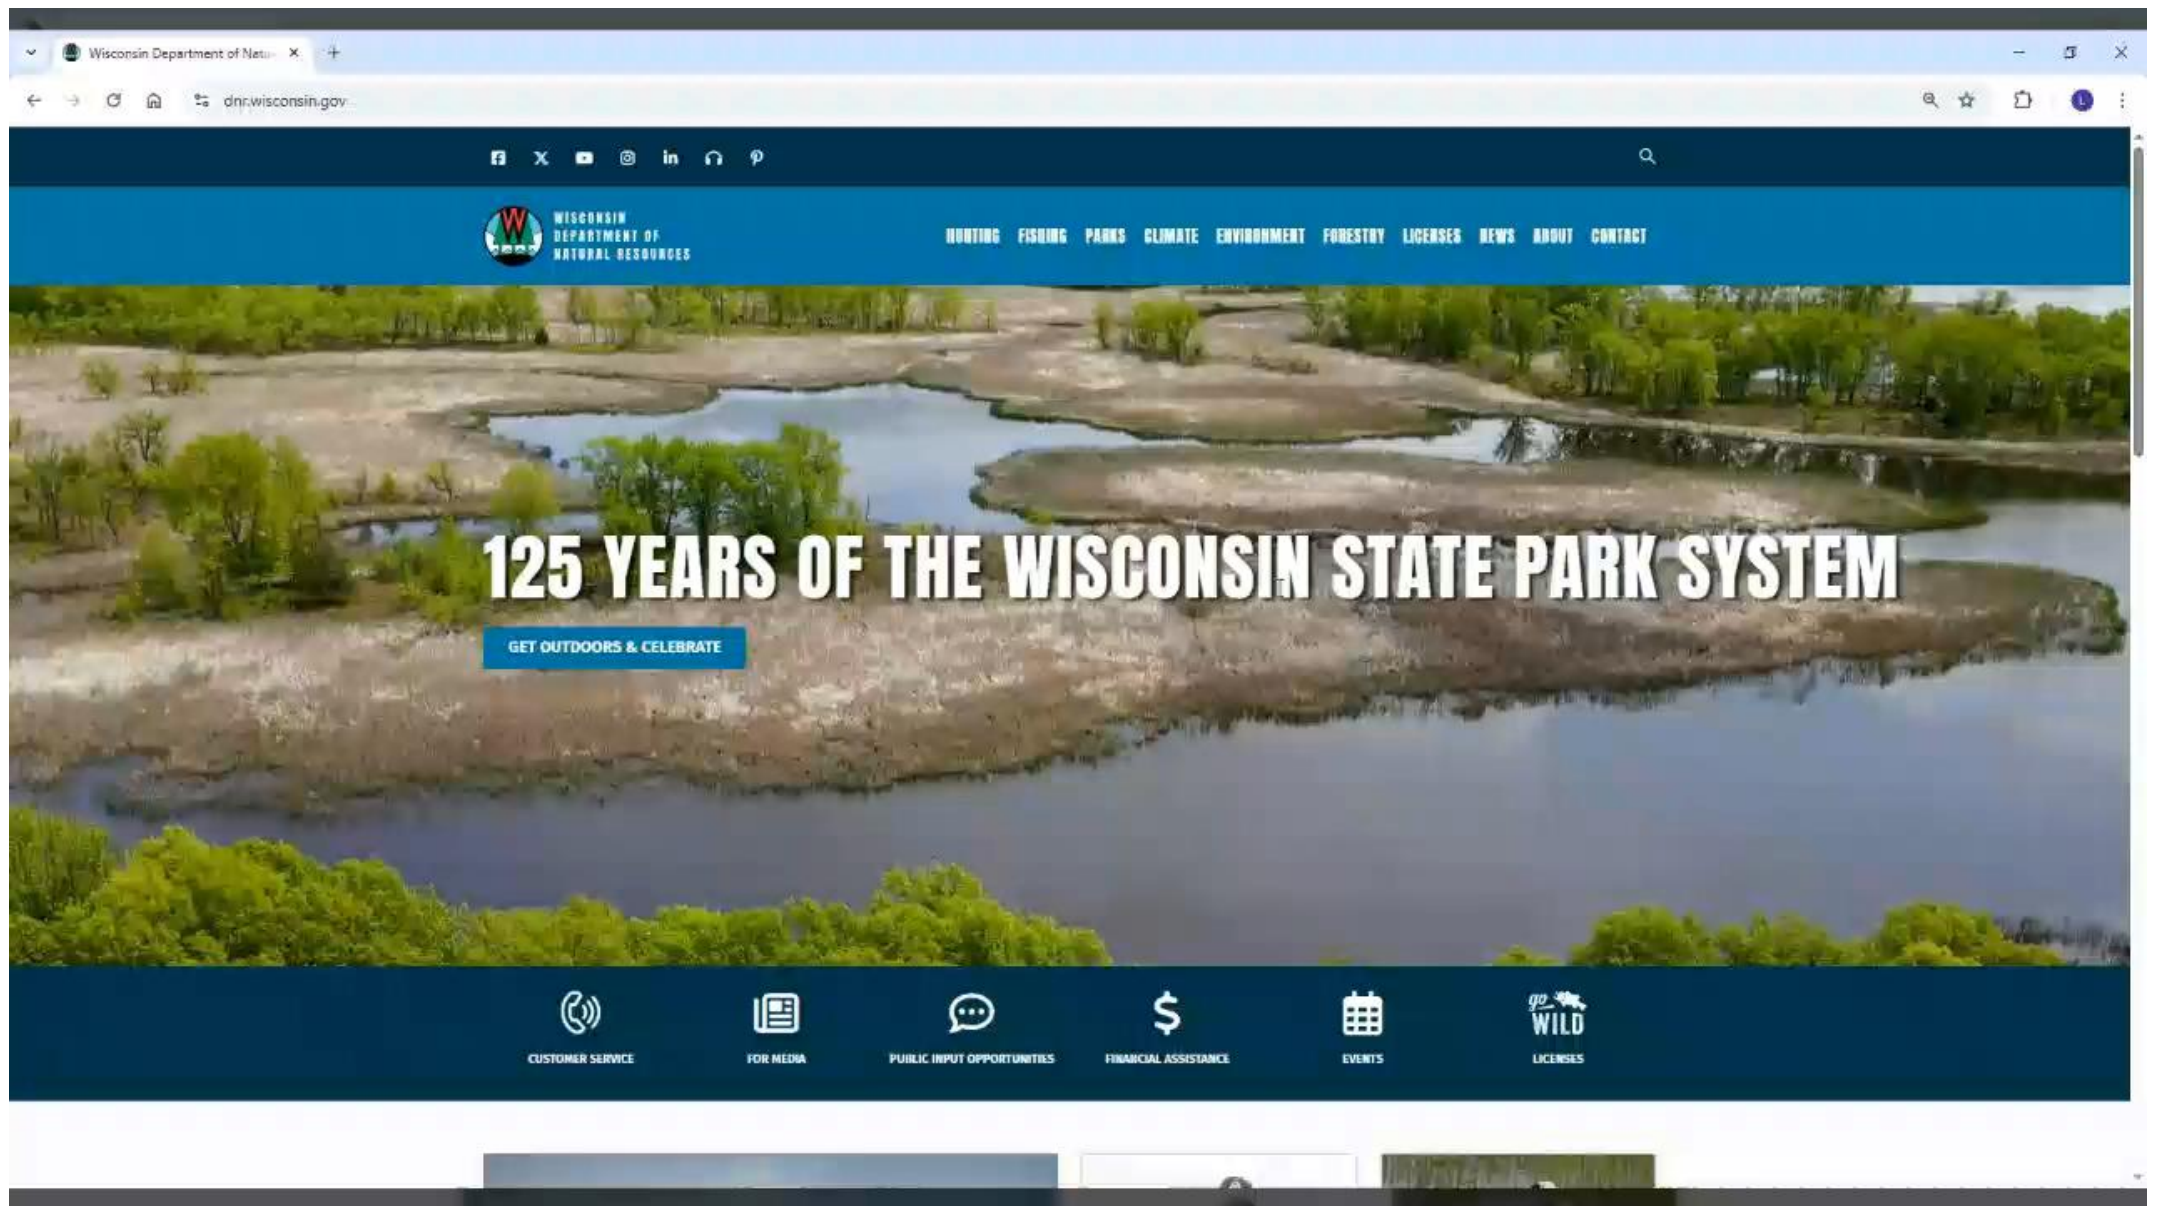 Wisconsin Department of Natu
dnr.wisconsin.gov
L
WISCONSIN
DEPARTMENT OF
NATURAL RESOURCES
HUNTING FISHING PARKS CLIMATE ENVIRONMENT FORESTRY LICENSES NEWS ABOUT CONTACT
125 YEARS OF THE WISCONSIN STATE PARK SYSTEM
GET OUTDOORS & CELEBRATE
go
WILD
CUSTOMER SERVICE FOR MEDIA PUBLIC INPUT OPPORTUNITIES FINANCIAL ASSISTANCE EVENTS LICENSES